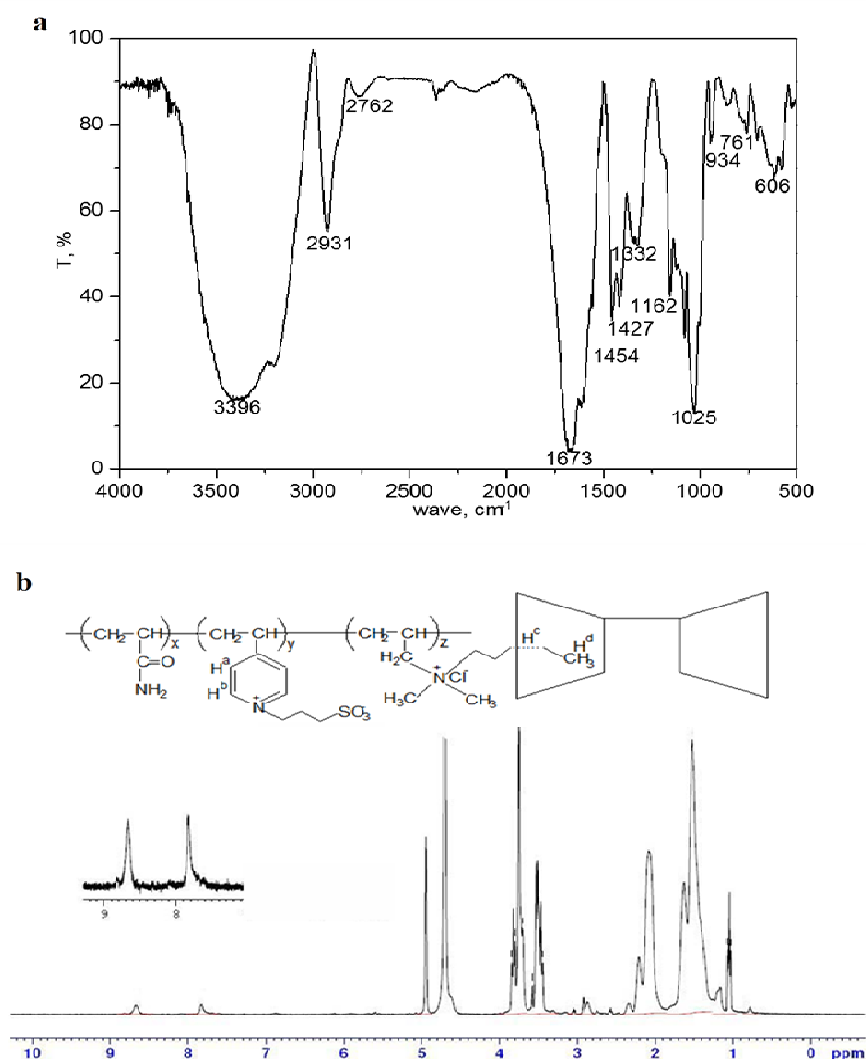 a
100
80
60
40
20
0
T, %
2762
2931
3396
1673
1332
1427
1454
1162
1025
934
761
606
4000 3500 3000 2500 2000 1500 1000 500
wave, cm-1
b
CH2 CH x CH2 CH y CH2 CH z
C=O
NH2
Ha
Hb
N+
SO3-
H2C
N+ Cl-
H3C CH3
Hc
Hd
CH3
9 8
10 9 8 7 6 5 4 3 2 1 0 ppm